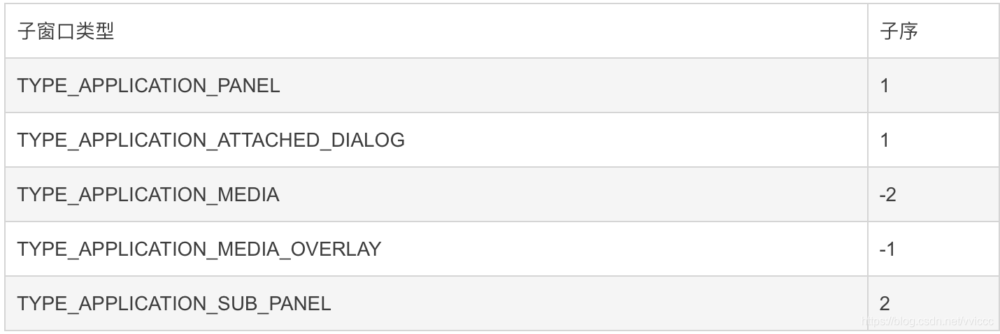 子窗口类型 子序
TYPE_APPLICATION_PANEL 1
TYPE_APPLICATION_ATTACHED_DIALOG 1
TYPE_APPLICATION_MEDIA -2
TYPE_APPLICATION_MEDIA_OVERLAY -1
TYPE_APPLICATION_SUB_PANEL 2
https://blog.csdn.net/vviccc